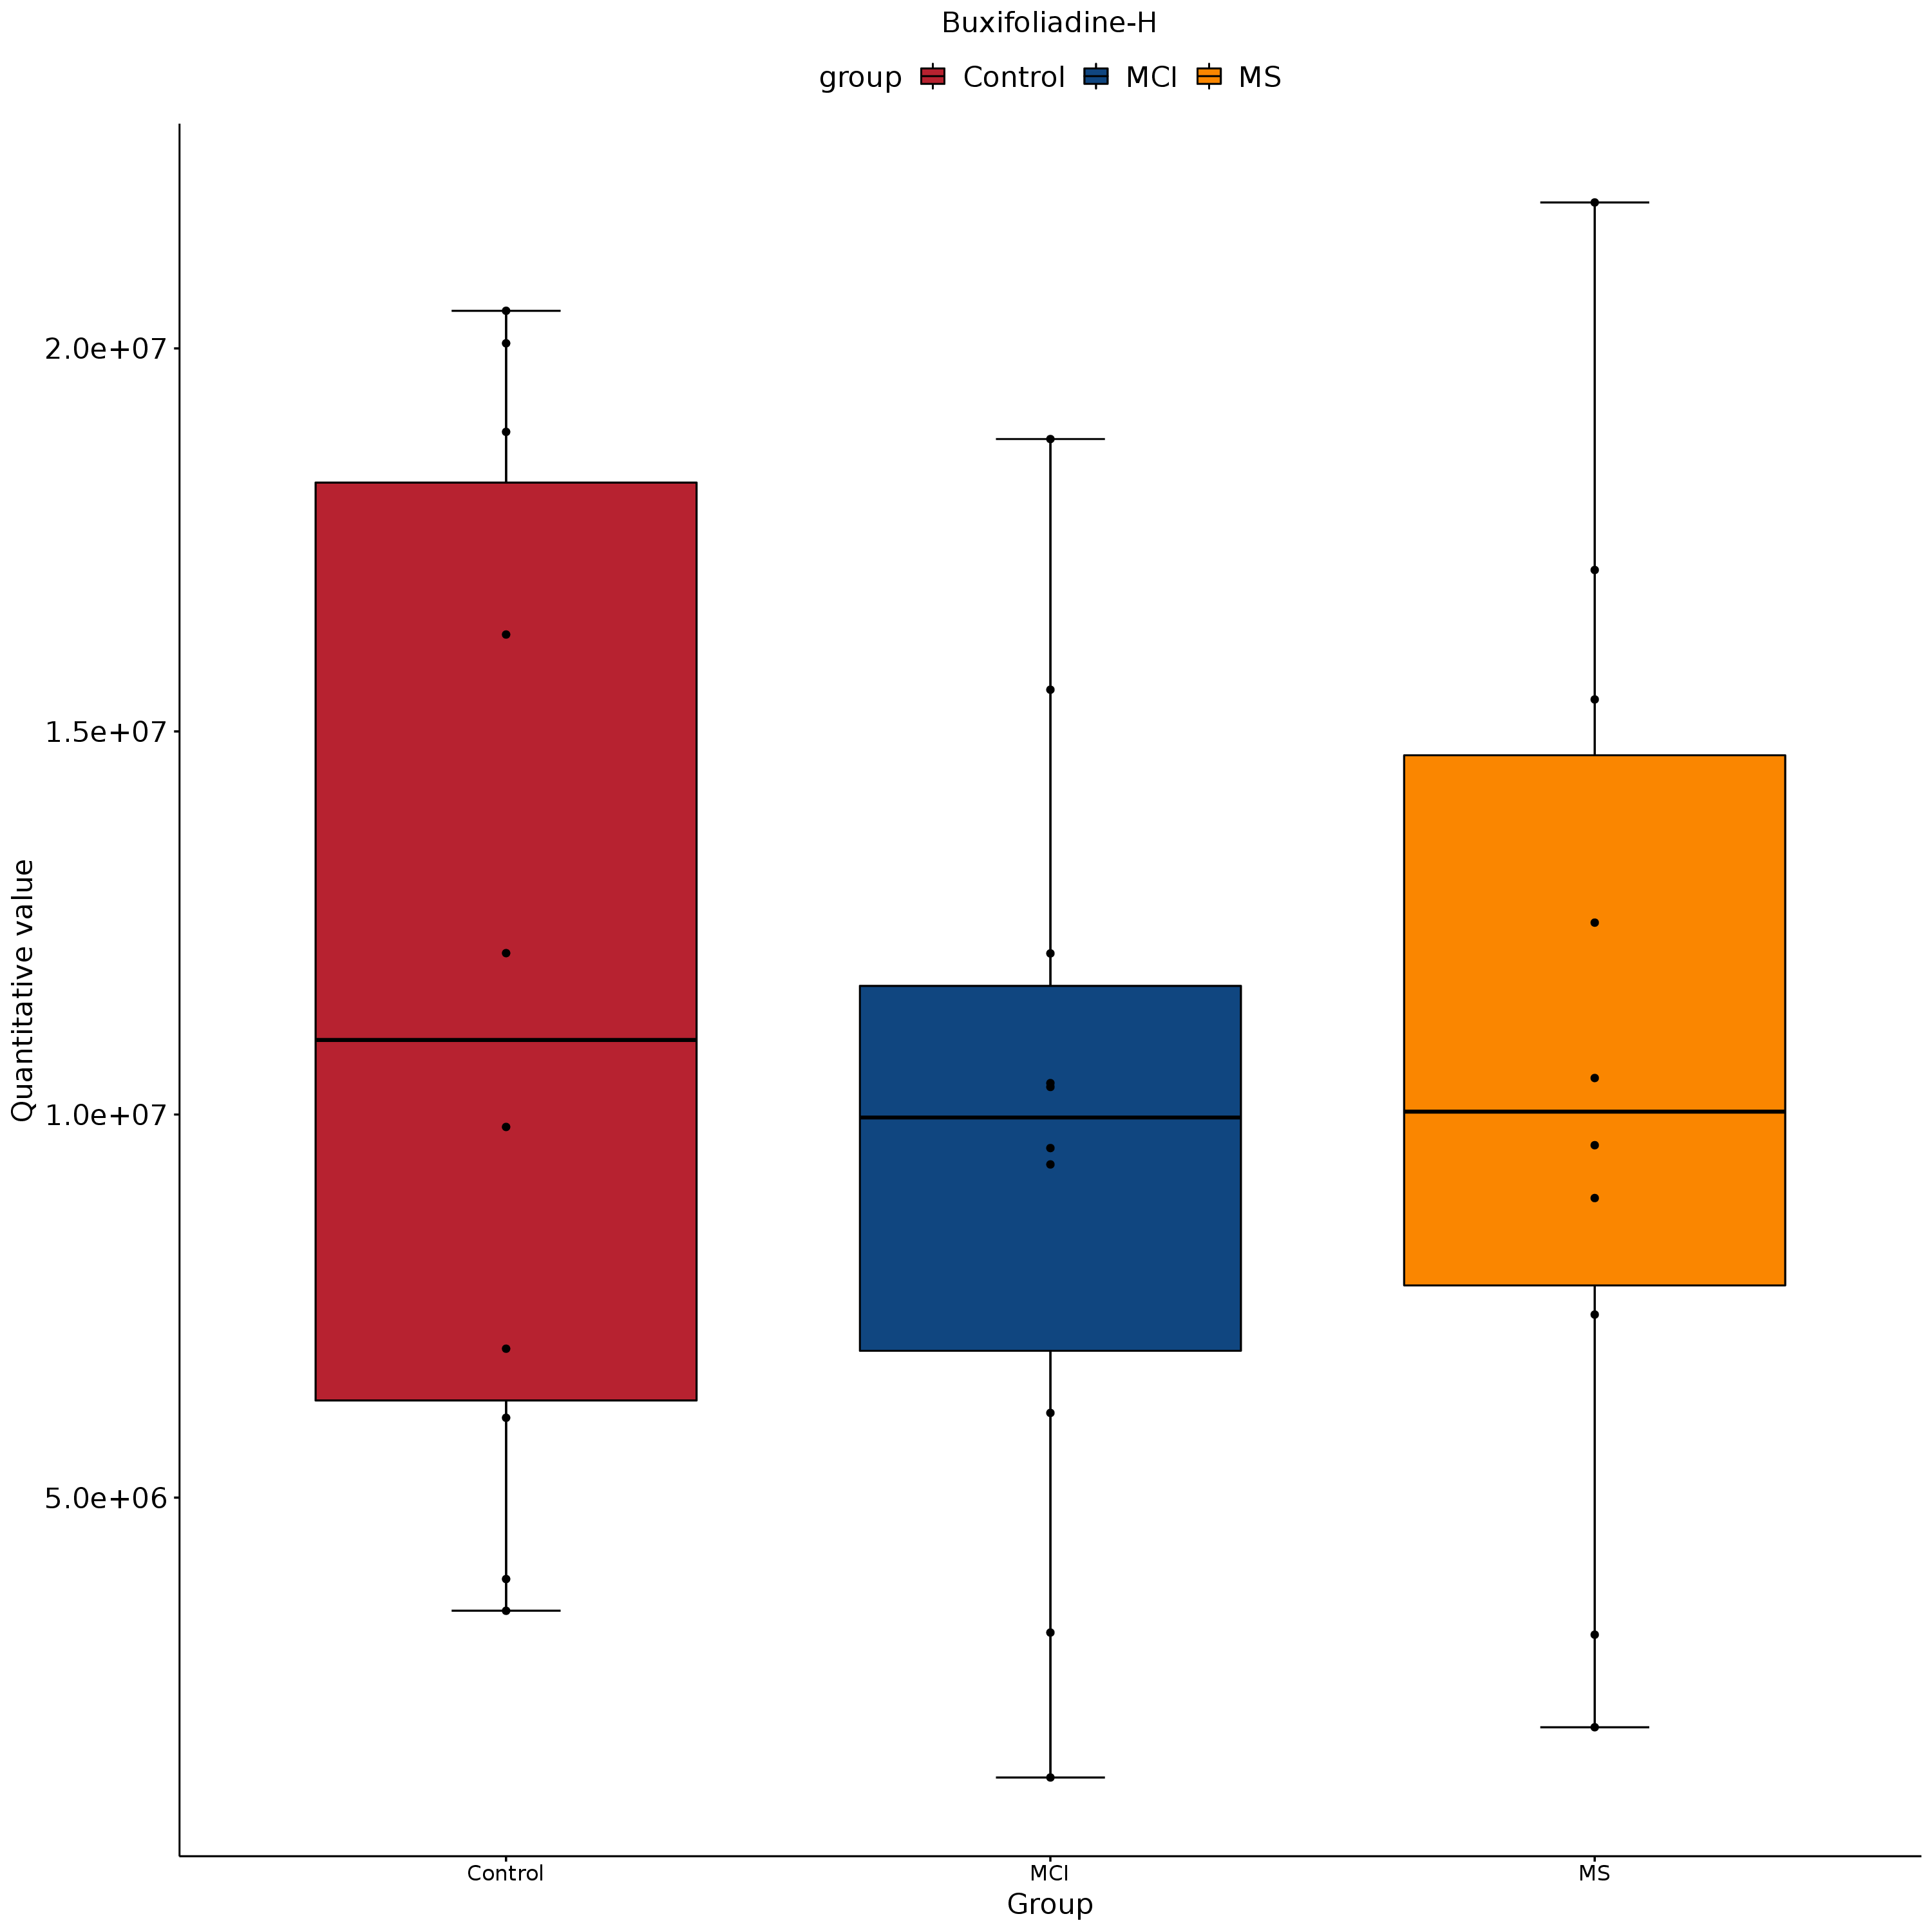 Buxifoliadine-H
group Control MCI MS
Quantitative value
2.0e+07
1.5e+07
1.0e+07
5.0e+06
Control MCI MS
Group